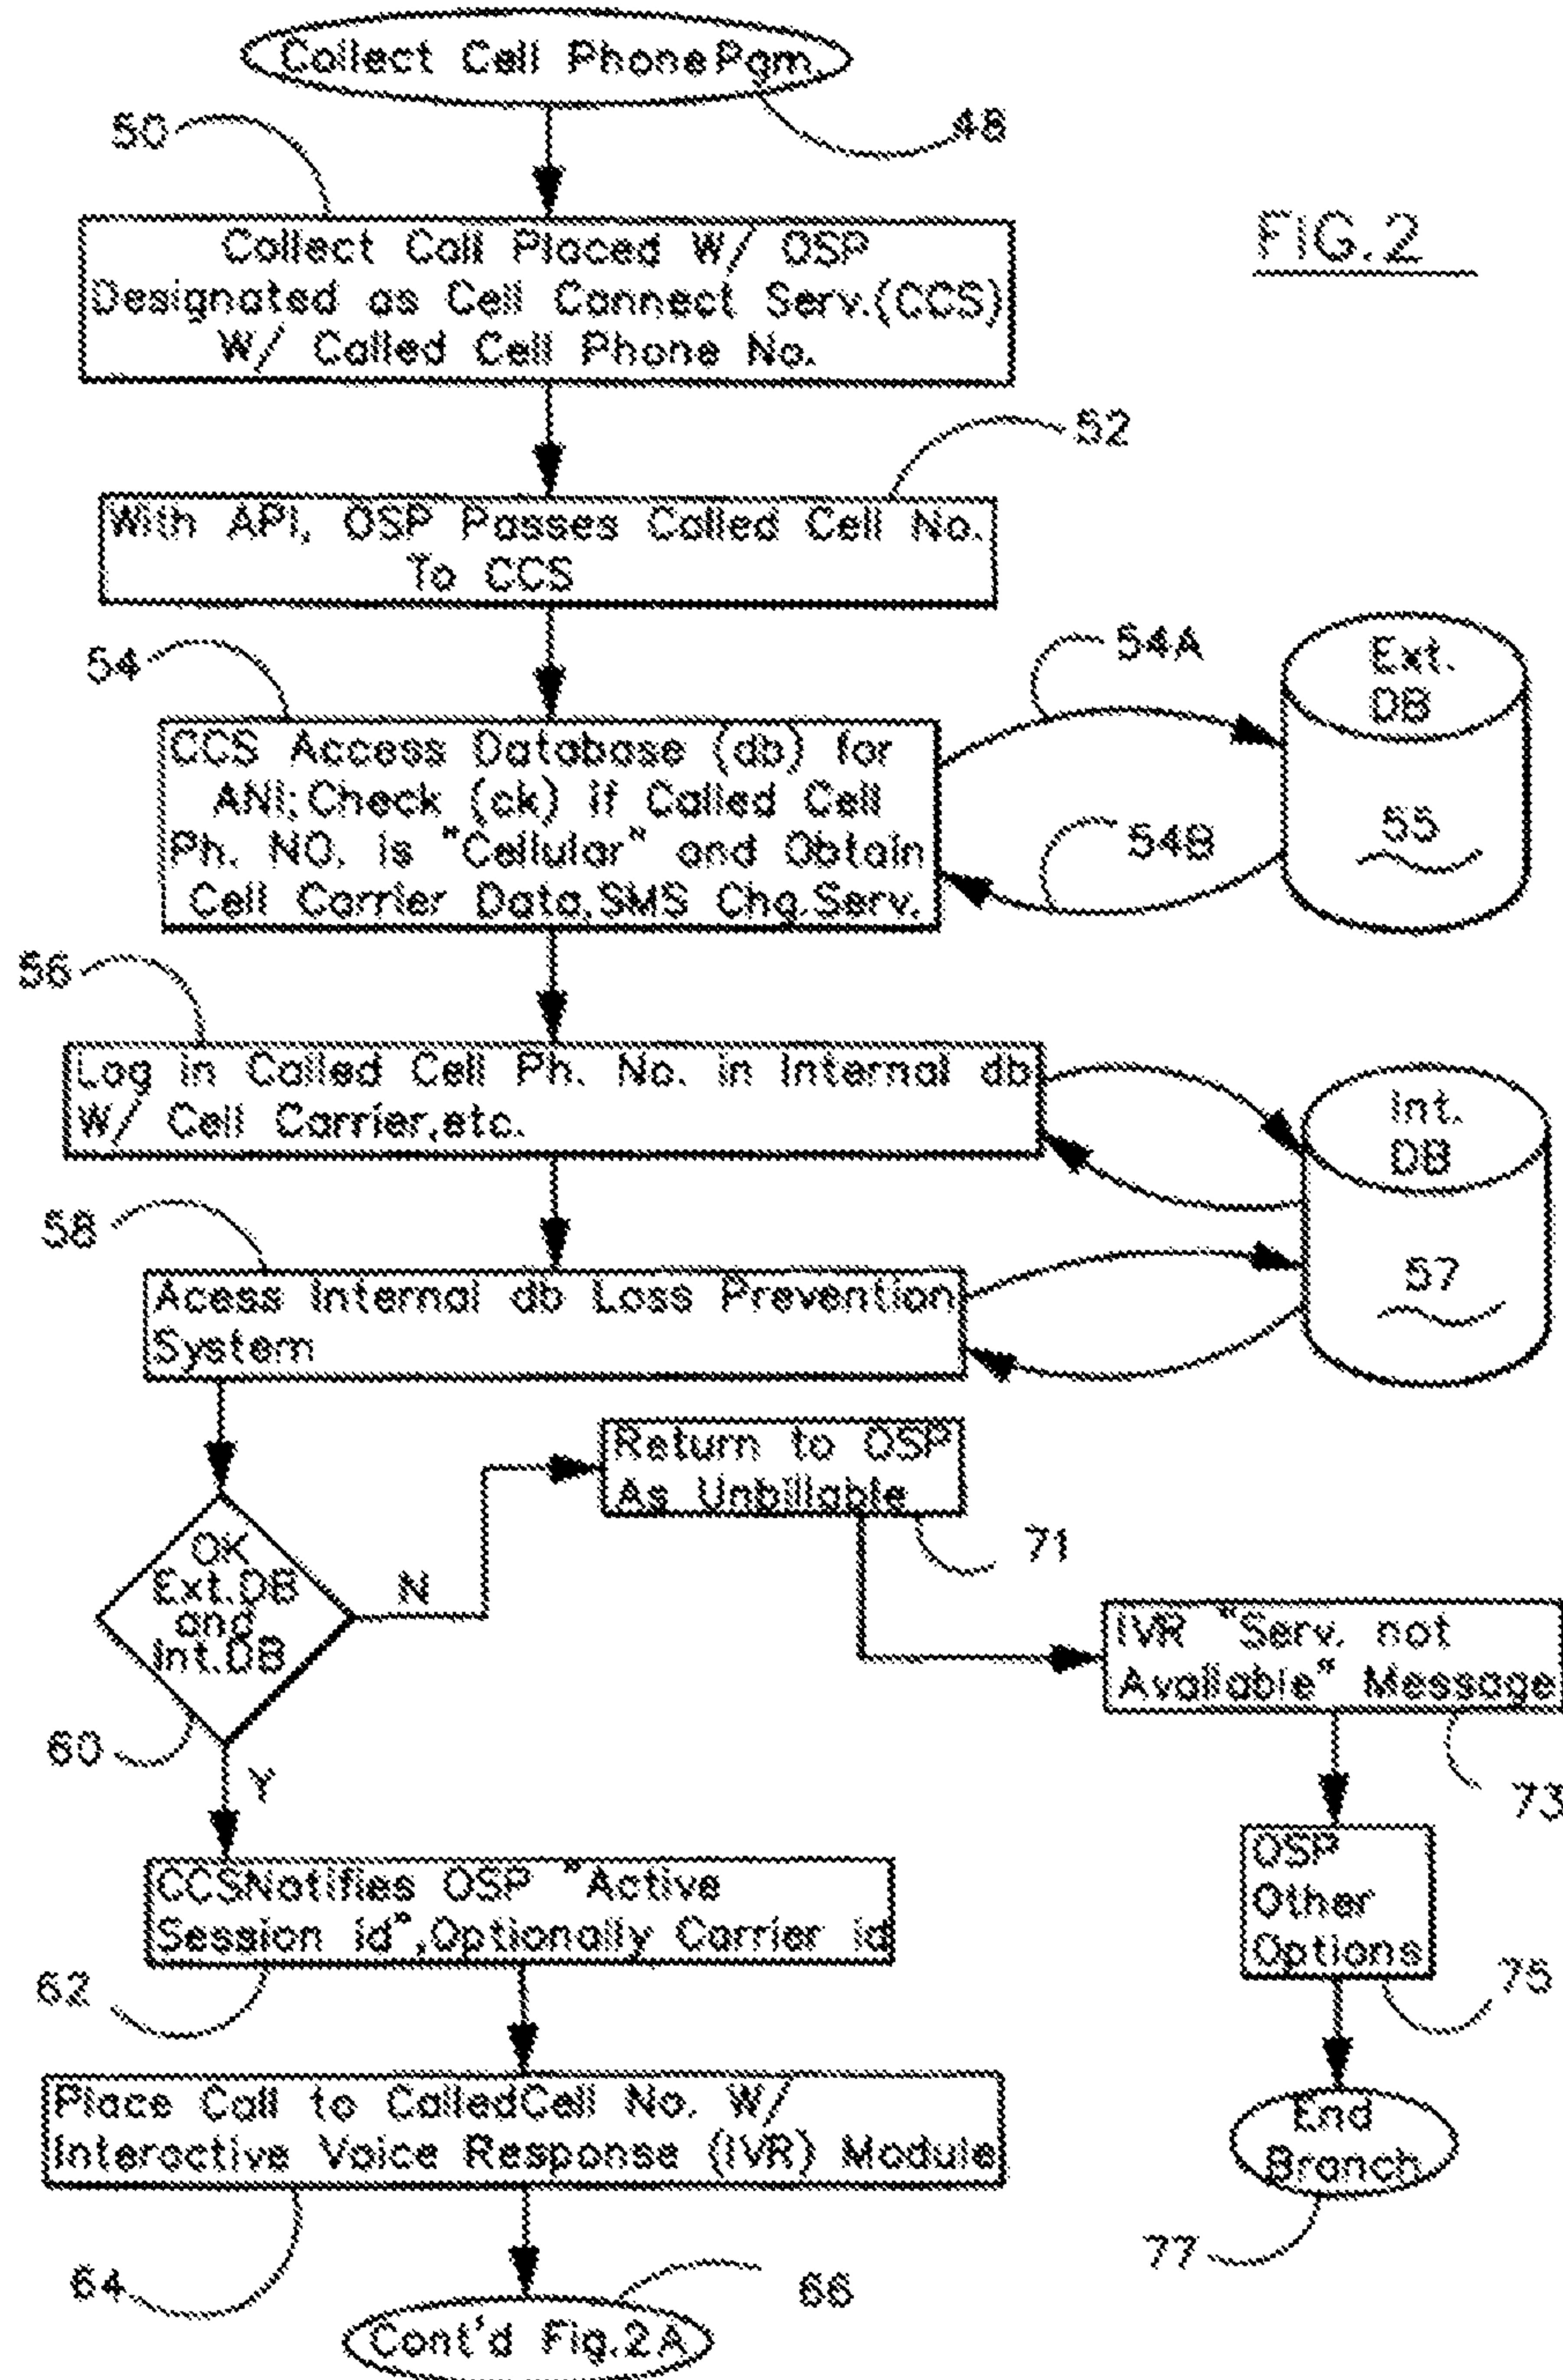 Collect Cell Phone Pgm.
50
48
FIG.2
Collect Call Placed W/ OSP
Designated as Cell Connect Serv.(CCS)
W/ Called Cell Phone No.
52
With API, OSP Passes Called Cell No.
To CCS
54
54A
Ext.
DB
CCS Access Database (db) for
ANI;Check (ck) if Called Cell
Ph. NO. is "Cellular" and Obtain
Cell Carrier Data,SMS Chg.Serv.
55
54B
56
Log in Called Cell Ph. No. in Internal db
W/ Cell Carrier,etc.
Int.
DB
58
57
Acess Internal db Loss Prevention
System
Return to OSP
As Unbillable
71
OK
Ext.DB
and
Int.DB
N
60
Y
IVR "Serv. not
Available" Message
73
CCSNotifies OSP "Active
Session id",Optionally Carrier id
62
OSP
Other
Options
75
Place Call to CalledCell No. W/
Interactive Voice Response (IVR) Module
64
End
Branch
77
66
Cont'd Fig.2A